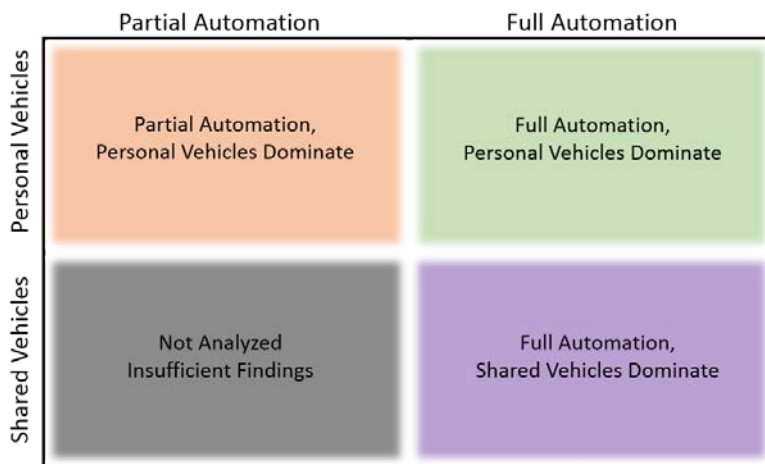 Partial Automation
Full Automation
Personal Vehicles
Partial Automation,
Personal Vehicles Dominate
Full Automation,
Personal Vehicles Dominate
Shared Vehicles
Not Analyzed
Insufficient Findings
Full Automation,
Shared Vehicles Dominate